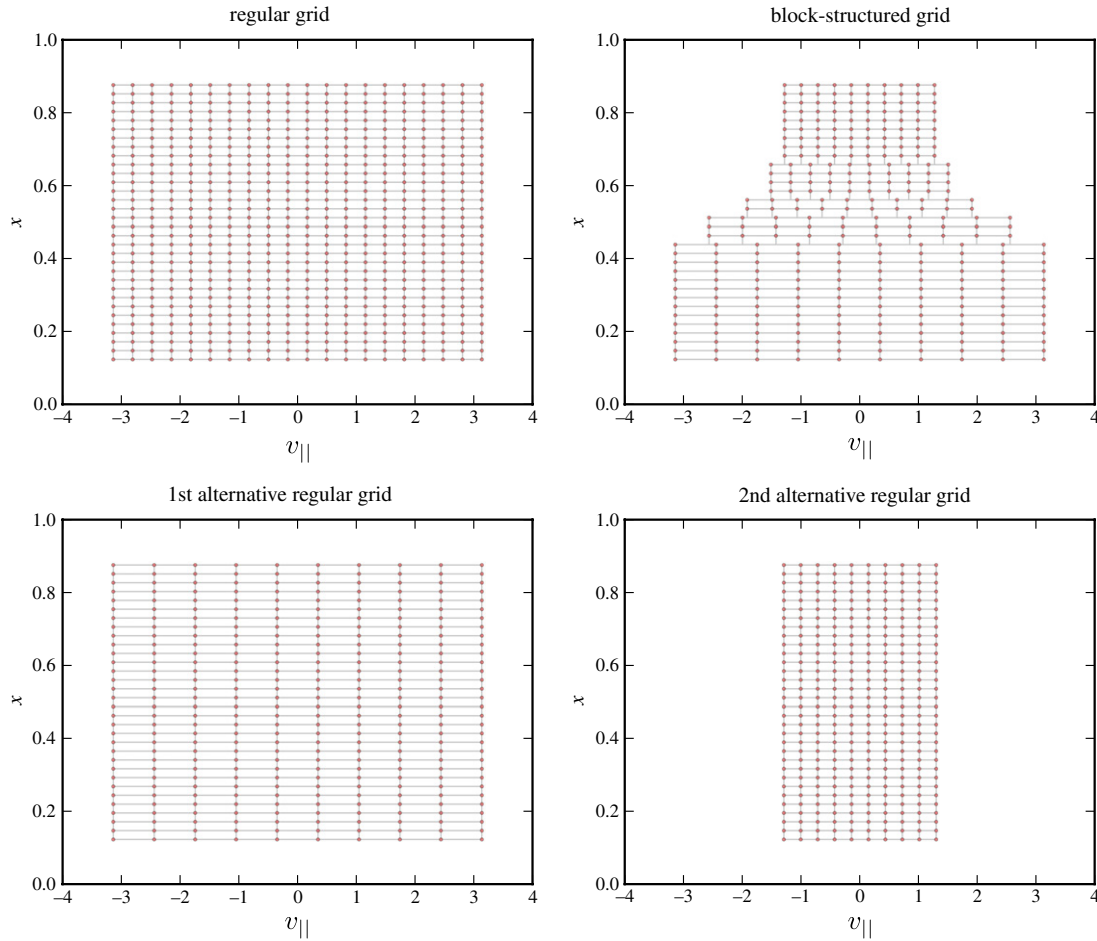 regular grid
1.0
0.8
0.6
0.4
0.2
0.0
x
−4 −3 −2 −1 0 1 2 3 4
v||
block-structured grid
1.0
0.8
0.6
0.4
0.2
0.0
x
−4 −3 −2 −1 0 1 2 3 4
v||
1st alternative regular grid
1.0
0.8
0.6
0.4
0.2
0.0
x
−4 −3 −2 −1 0 1 2 3 4
v||
2nd alternative regular grid
1.0
0.8
0.6
0.4
0.2
0.0
x
−4 −3 −2 −1 0 1 2 3 4
v||